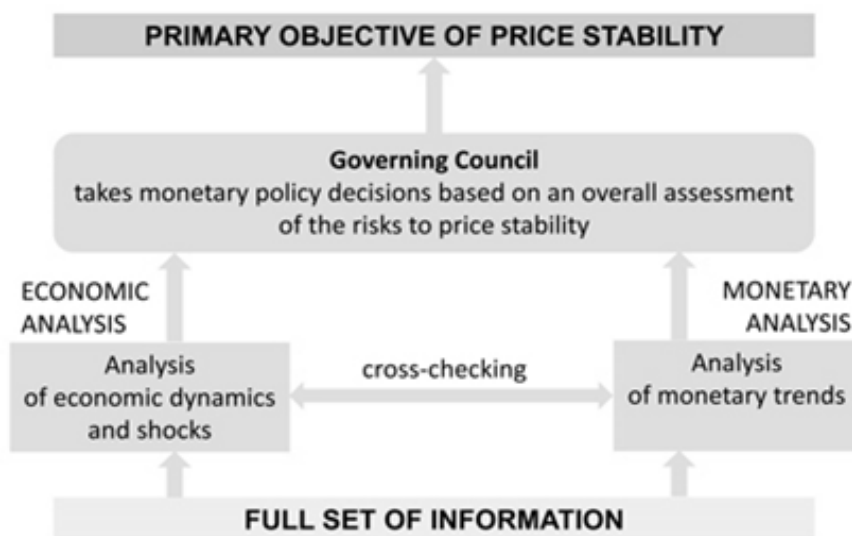 PRIMARY OBJECTIVE OF PRICE STABILITY
Governing Council
takes monetary policy decisions based on an overall assessment
of the risks to price stability
ECONOMIC
ANALYSIS
MONETARY
ANALYSIS
Analysis
of economic dynamics
and shocks
cross-checking
Analysis
of monetary trends
FULL SET OF INFORMATION